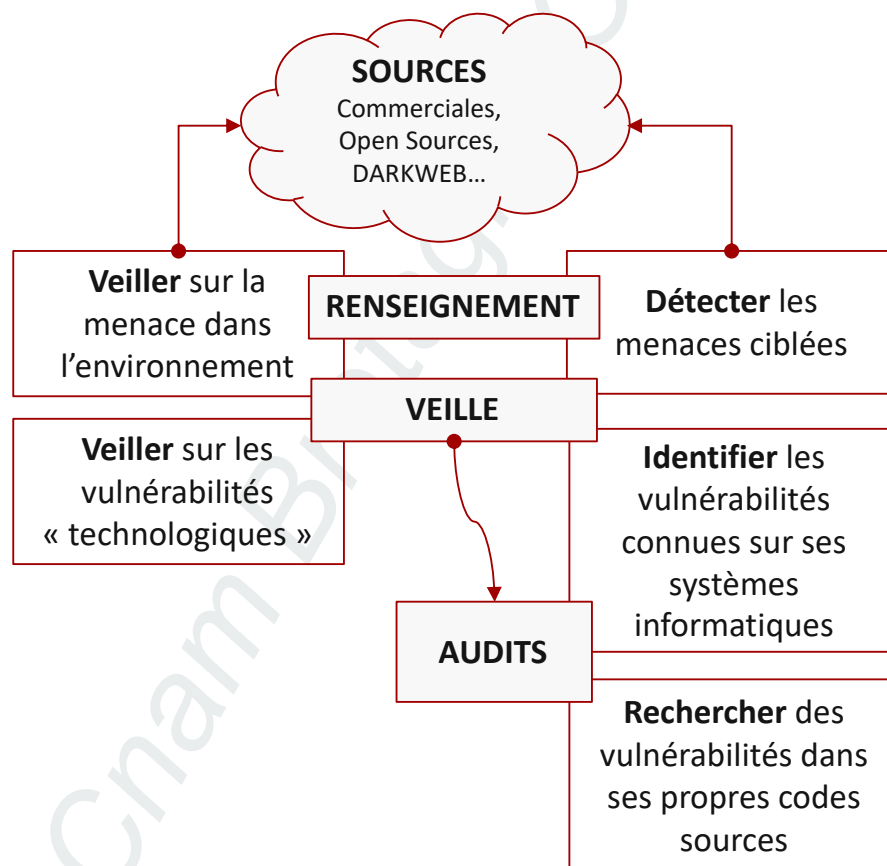 SOURCES
Commerciales,
Open Sources,
DARKWEB...
Veiller sur la
menace dans
l’environnement
RENSEIGNEMENT
Détecter les
menaces ciblées
VEILLE
Veiller sur les
vulnérabilités
« technologiques »
Identifier les
vulnérabilités
connues sur ses
systèmes
informatiques
AUDITS
Rechercher des
vulnérabilités dans
ses propres codes
sources
Cnam